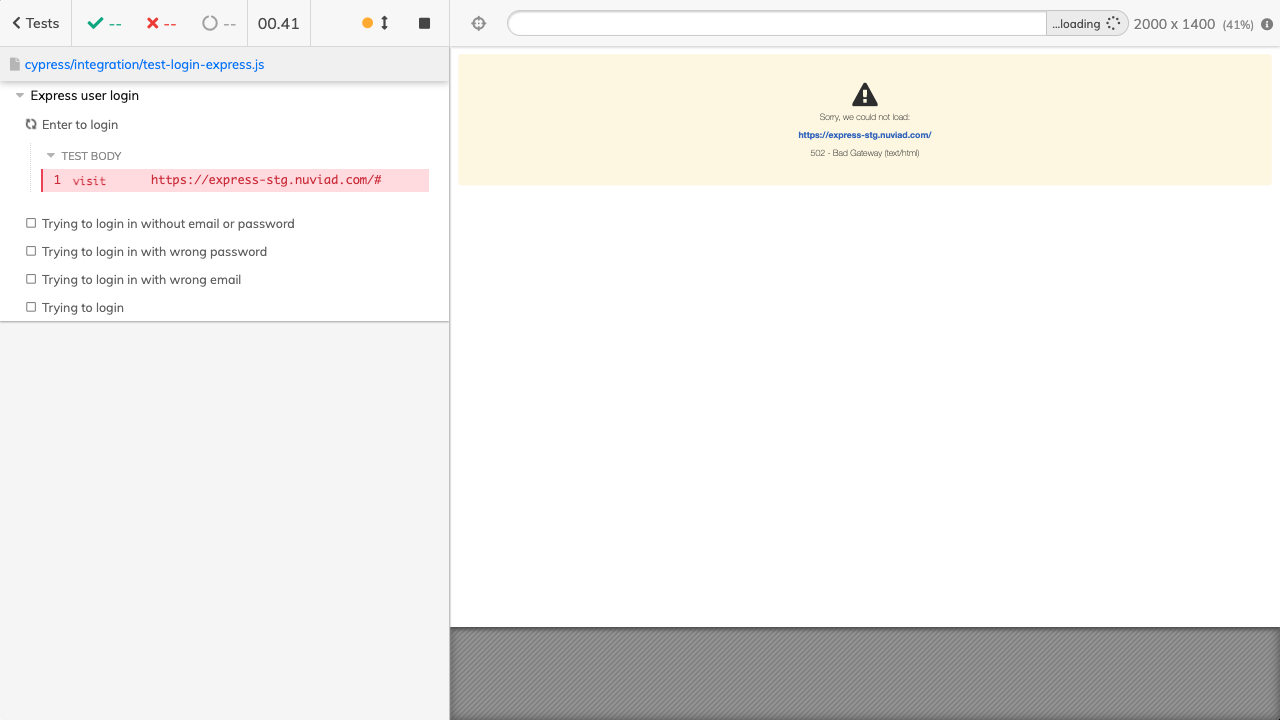 Tests -- -- -- 00.41
cypress/integration/test-login-express.js
Express user login
Enter to login
TEST BODY
1 visit https://express-stg.nuviad.com/#
Trying to login in without email or password
Trying to login in with wrong password
Trying to login in with wrong email
Trying to login
...loading 2000 x 1400 (41%)
Sorry, we could not load:
https://express-stg.nuviad.com/
502 - Bad Gateway (text/html)